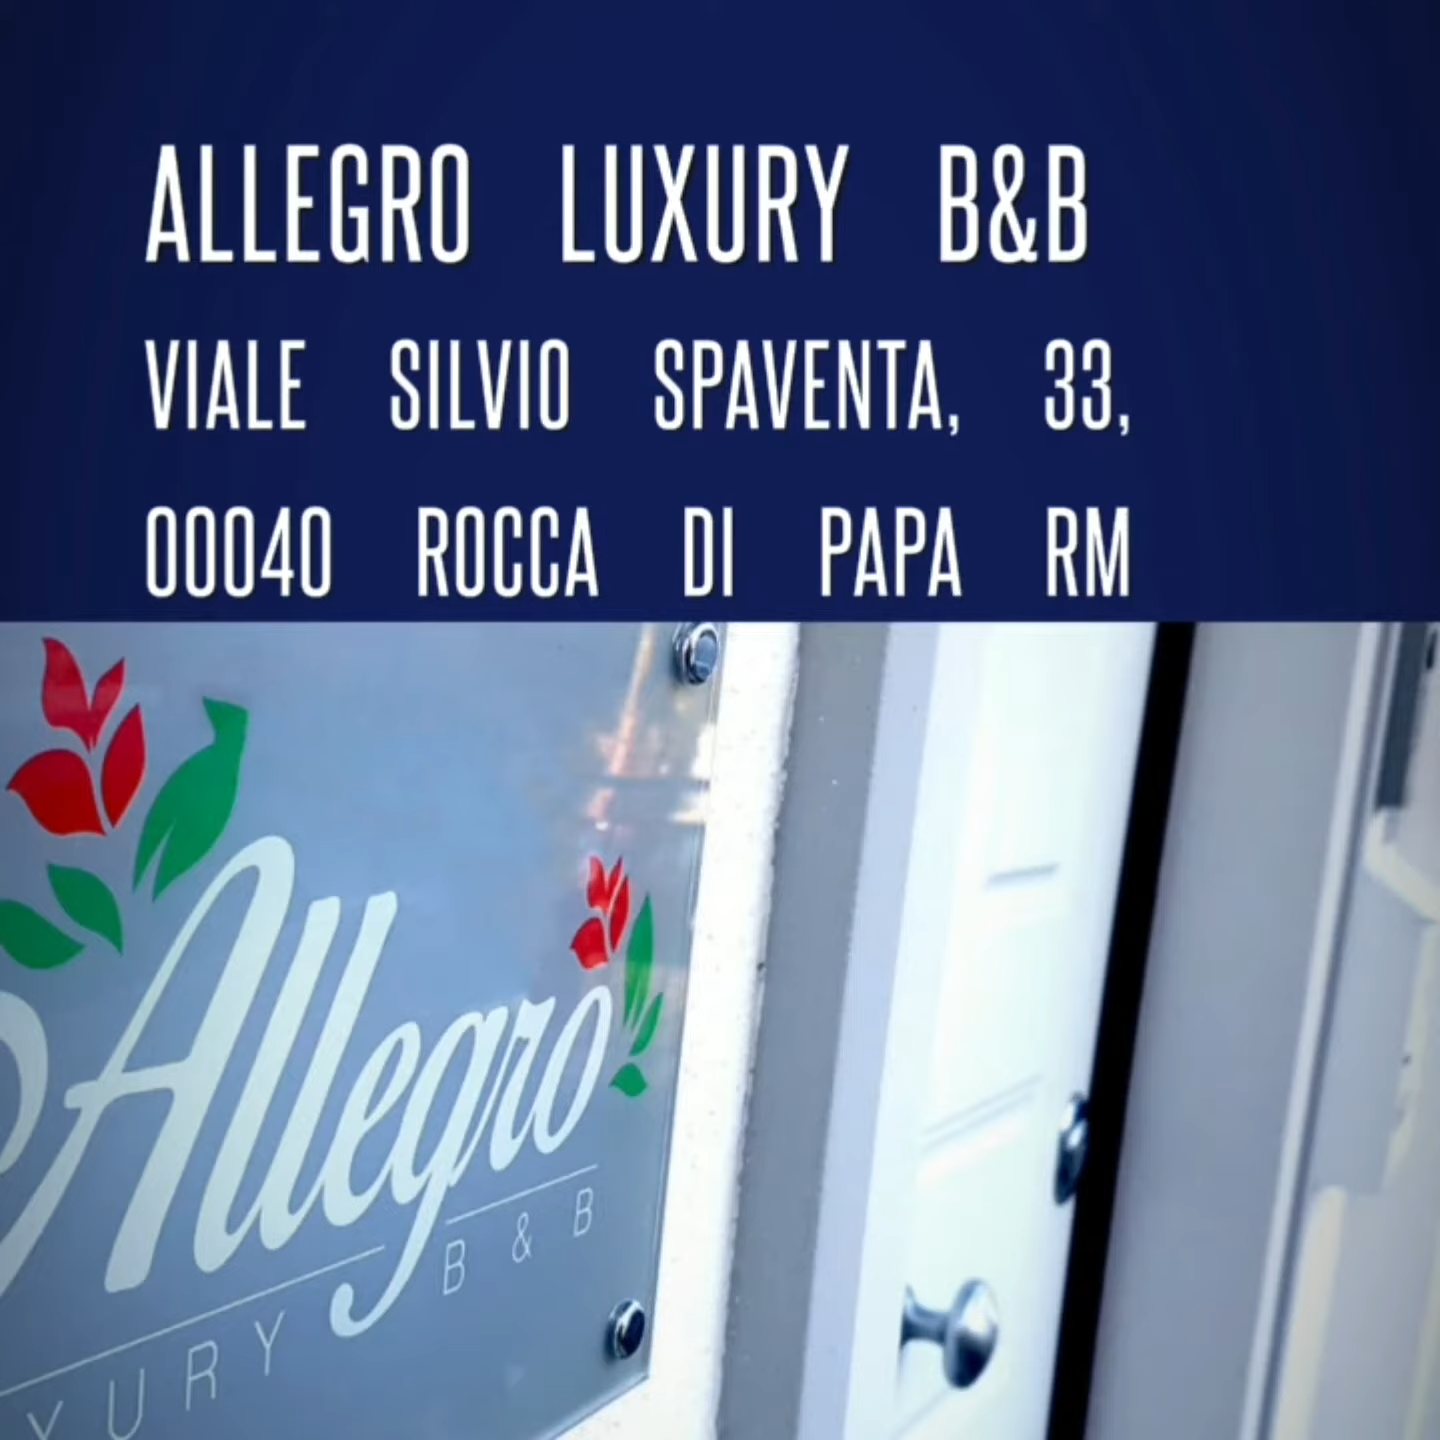 ALLEGRO LUXURY B&B
VIALE SILVIO SPAVENTA, 33,
00040 ROCCA DI PAPA RM
Allegro
B & B
XURY